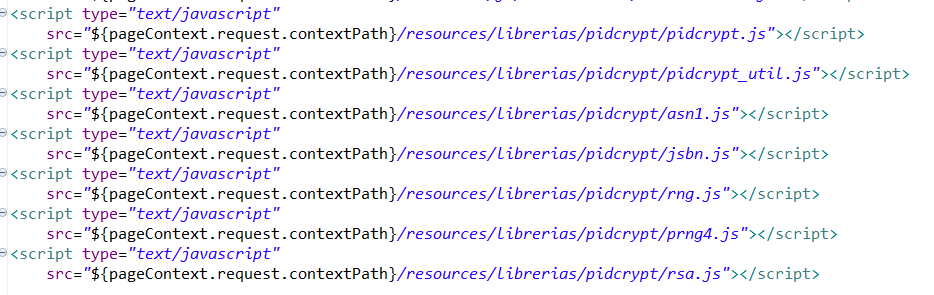 <script type="text/javascript"
src="${pageContext.request.contextPath}/resources/librerias/pidcrypt/pidcrypt.js"></script>
<script type="text/javascript"
src="${pageContext.request.contextPath}/resources/librerias/pidcrypt/pidcrypt_util.js"></script>
<script type="text/javascript"
src="${pageContext.request.contextPath}/resources/librerias/pidcrypt/asn1.js"></script>
<script type="text/javascript"
src="${pageContext.request.contextPath}/resources/librerias/pidcrypt/jsbn.js"></script>
<script type="text/javascript"
src="${pageContext.request.contextPath}/resources/librerias/pidcrypt/rng.js"></script>
<script type="text/javascript"
src="${pageContext.request.contextPath}/resources/librerias/pidcrypt/prng4.js"></script>
<script type="text/javascript"
src="${pageContext.request.contextPath}/resources/librerias/pidcrypt/rsa.js"></script>